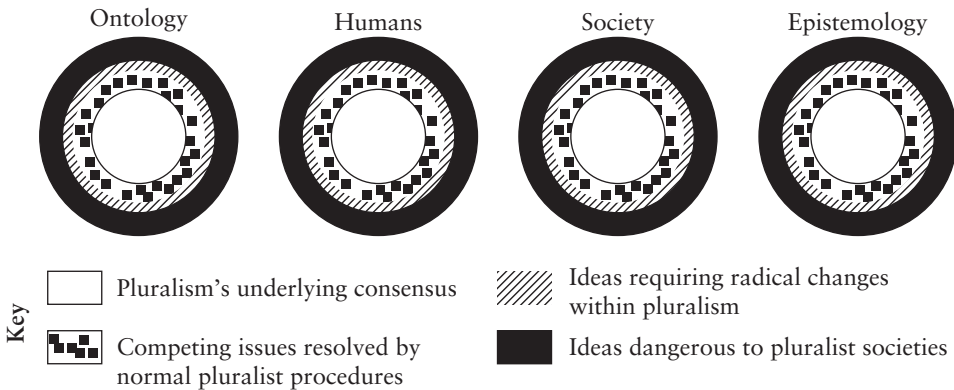 Ontology
Humans
Society
Epistemology
Key
Pluralism's underlying consensus
Competing issues resolved by
normal pluralist procedures
Ideas requiring radical changes
within pluralism
Ideas dangerous to pluralist societies